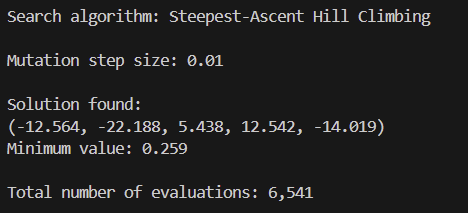 Search algorithm: Steepest-Ascent Hill Climbing
Mutation step size: 0.01
Solution found:
(-12.564, -22.188, 5.438, 12.542, -14.019)
Minimum value: 0.259
Total number of evaluations: 6,541